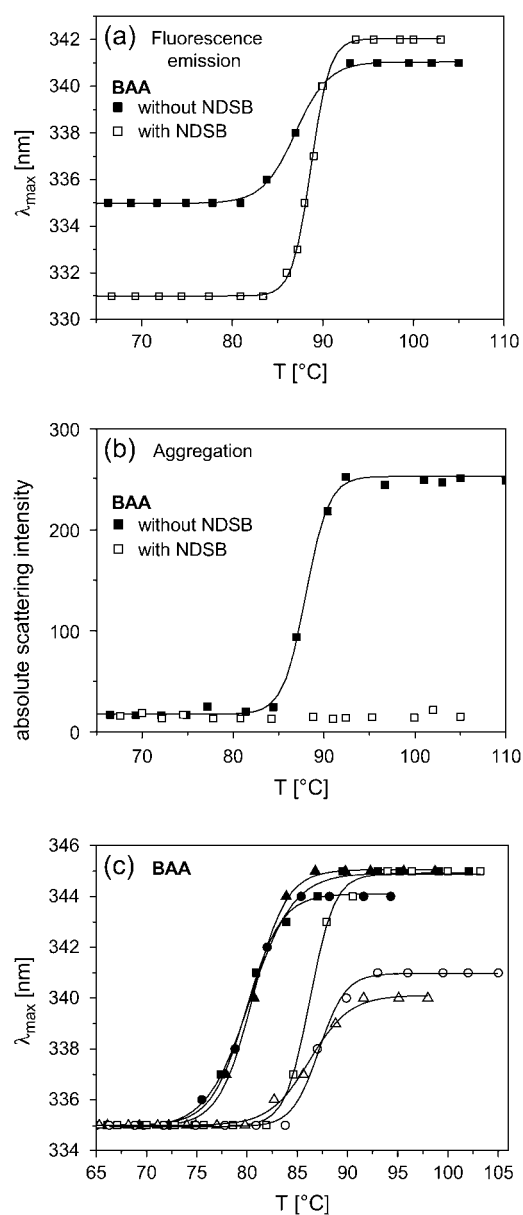 (a) Fluorescence
emission
BAA
without NDSB
with NDSB
342
340
338
336
334
332
330
λmax [nm]
70 80 90 100 110
T [°C]
(b) Aggregation
BAA
without NDSB
with NDSB
300
200
100
0
absolute scattering intensity
70 80 90 100 110
T [°C]
(c) BAA
346
344
342
340
338
336
334
λmax [nm]
65 70 75 80 85 90 95 100 105
T [°C]